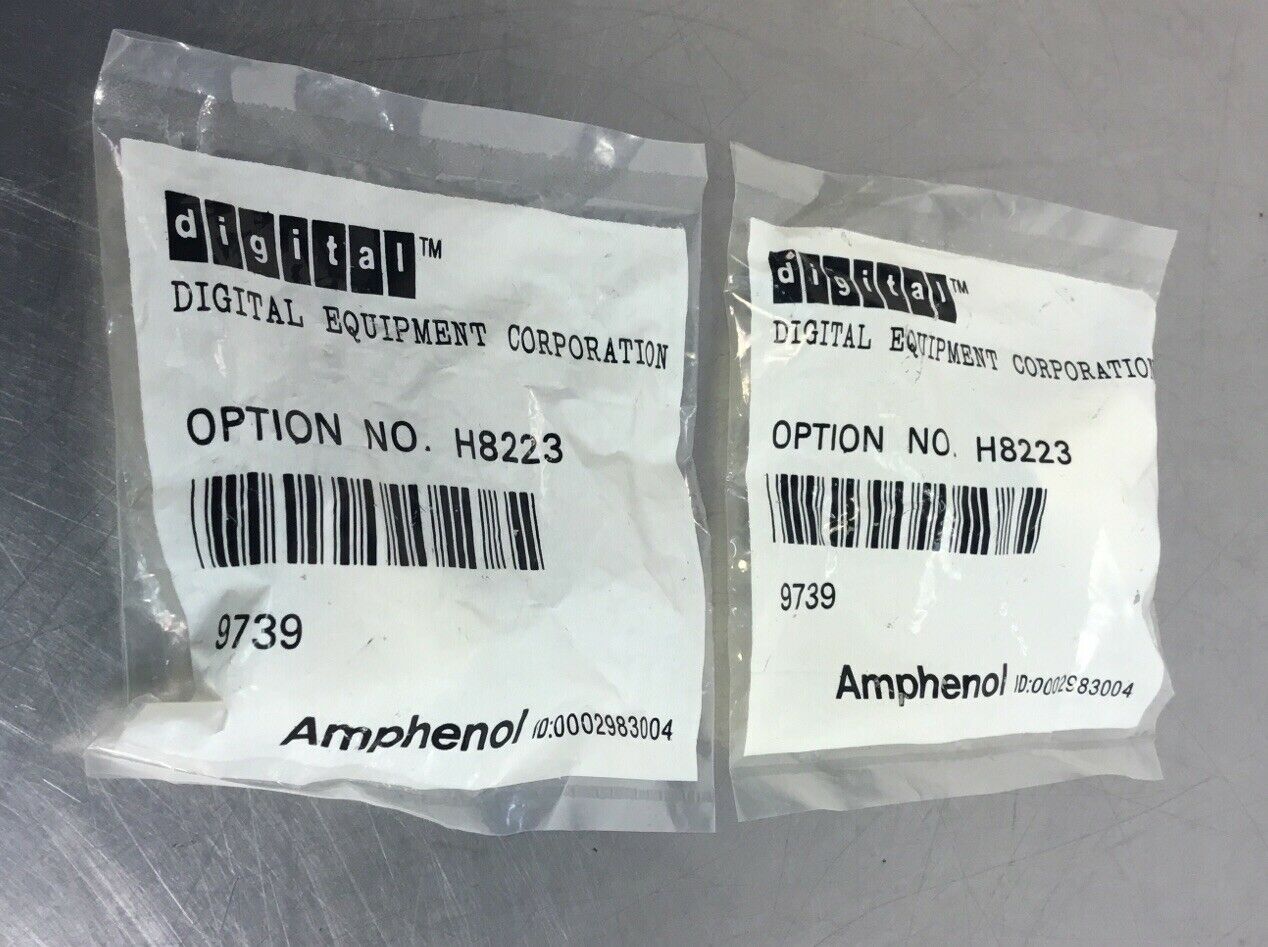 digital™
DIGITAL EQUIPMENT CORPORATION
OPTION NO. H8223
9739
Amphenol ID:0002983004
digital™
DIGITAL EQUIPMENT CORPORATION
OPTION NO. H8223
9739
Amphenol ID:0002983004